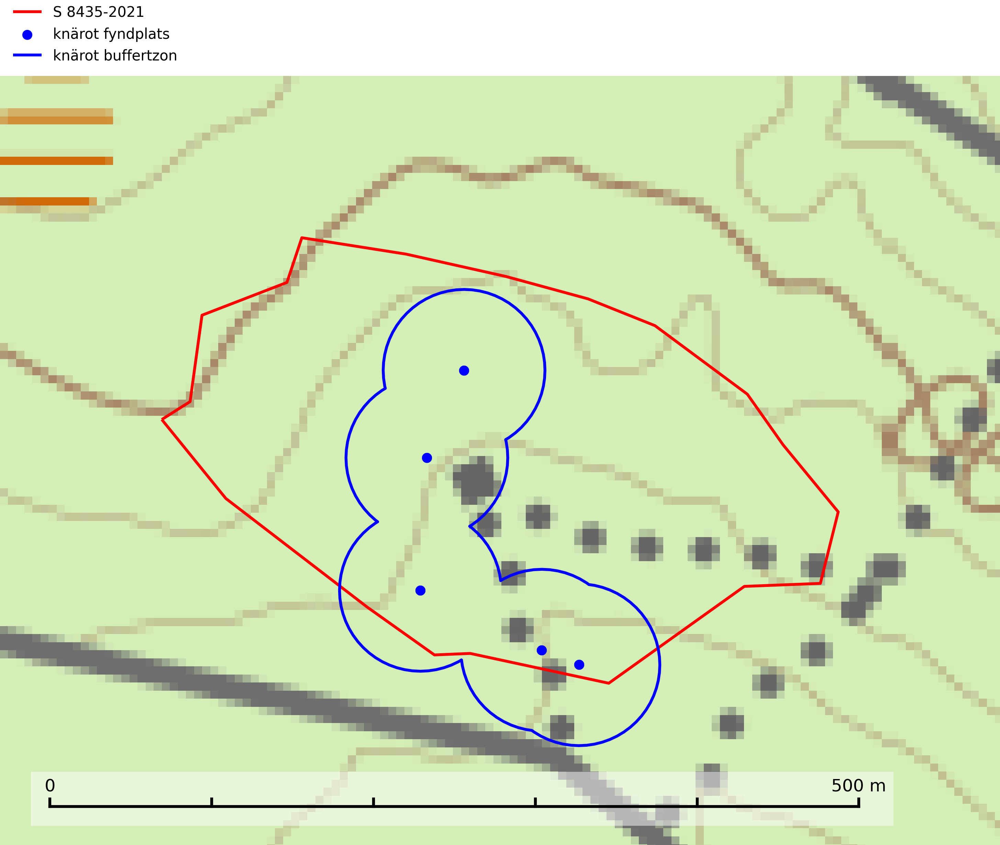 S 8435-2021
knärot fyndplats
knärot buffertzon
0 500 m